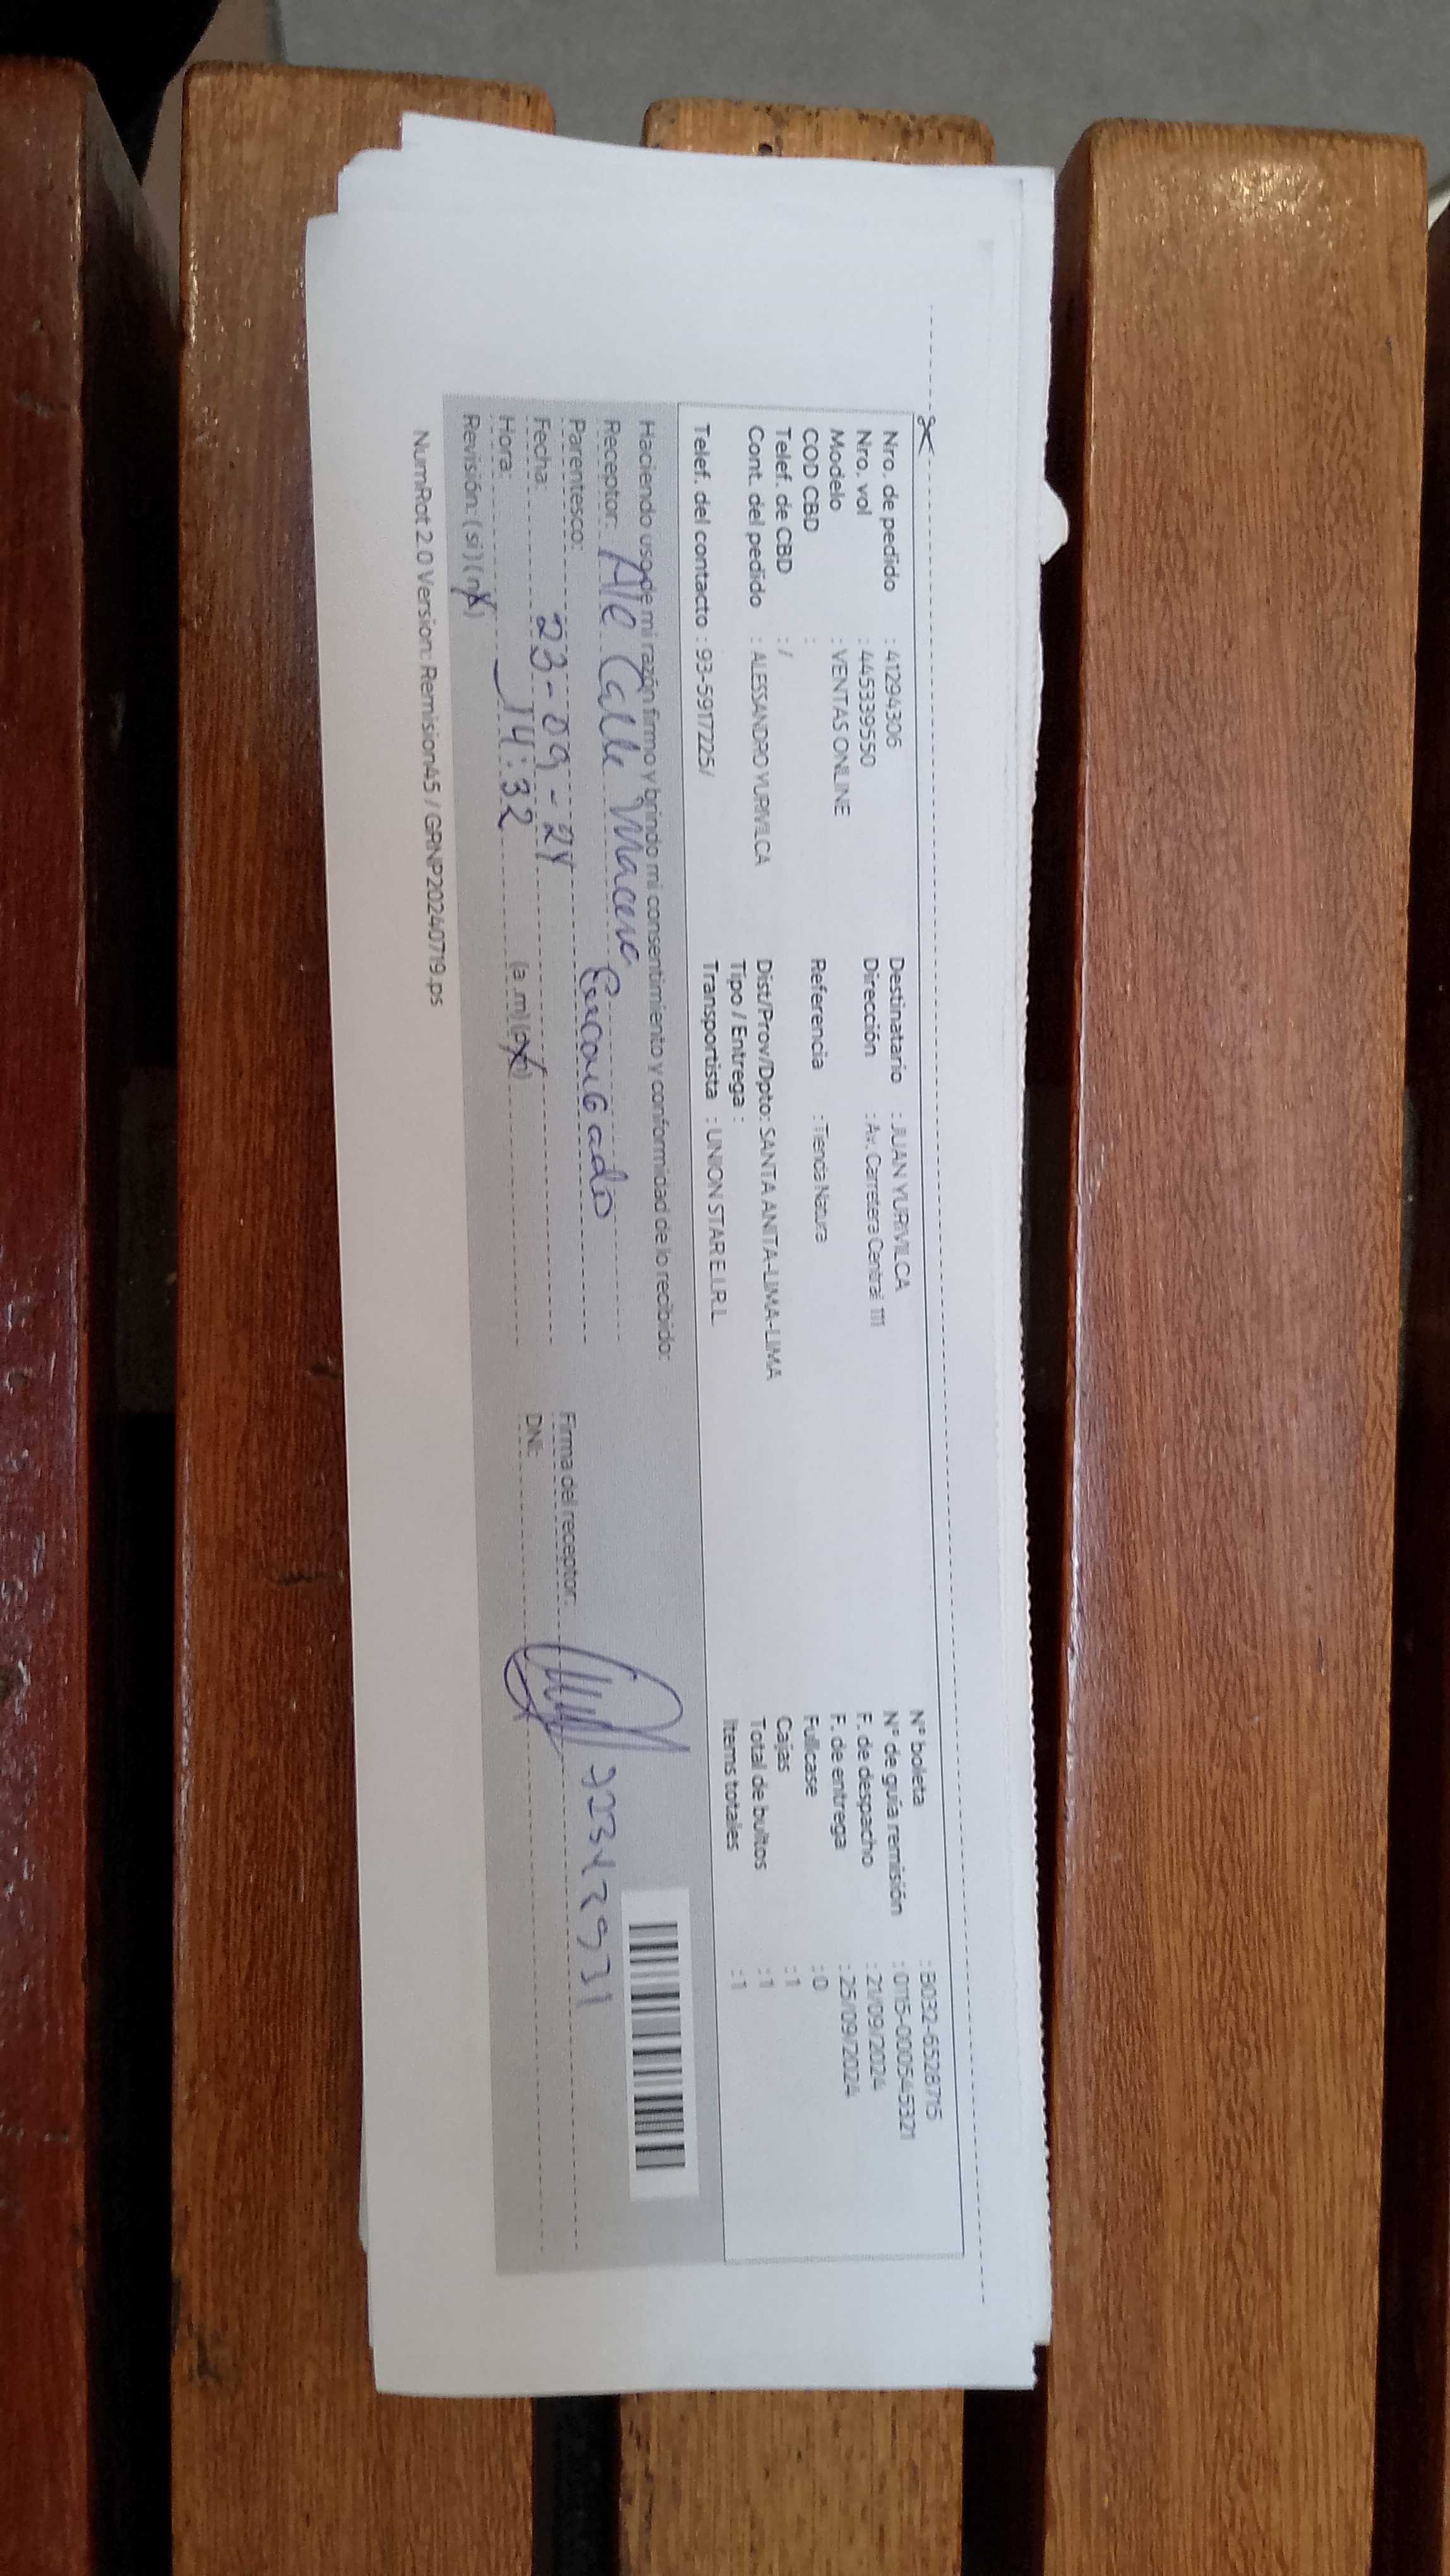 Nro. de pedido : 41294306
Nro. vol : 445339550
Modelo : VENTAS ONLINE
COD CBD :
Telef. de CBD : /
Cont. del pedido : ALESSANDRO YURIVILCA
Telef. del contacto : 93-5917225/
Destinatario : JUAN YURIVILCA
Dirección : Av. Carretera Central 111
Referencia : Tienda Natura
Dist/Prov/Dpto: SANTA ANITA-LIMA-LIMA
Tipo / Entrega :
Transportista : UNION STAR E.I.R.L
N° boleta : B032-6528715
N° de guía remisión : 0115-000545321
F. de despacho : 21/09/2024
F. de entrega : 25/09/2024
Fullcase : 0
Cajas : 1
Total de bultos : 1
Items totales : 1
Haciendo uso de mi razón firmo y brindo mi consentimiento y conformidad de lo recibido:
Receptor: Ale Calle
Parentesco: Encargado
Fecha: 23-09-24
Hora: 14:32 (a.m) (p.m)
Revisión: (si) (no)
Firma del receptor:
DNI:
NumRot 2.0 Version: Remision45 / GRNP20240719.ps